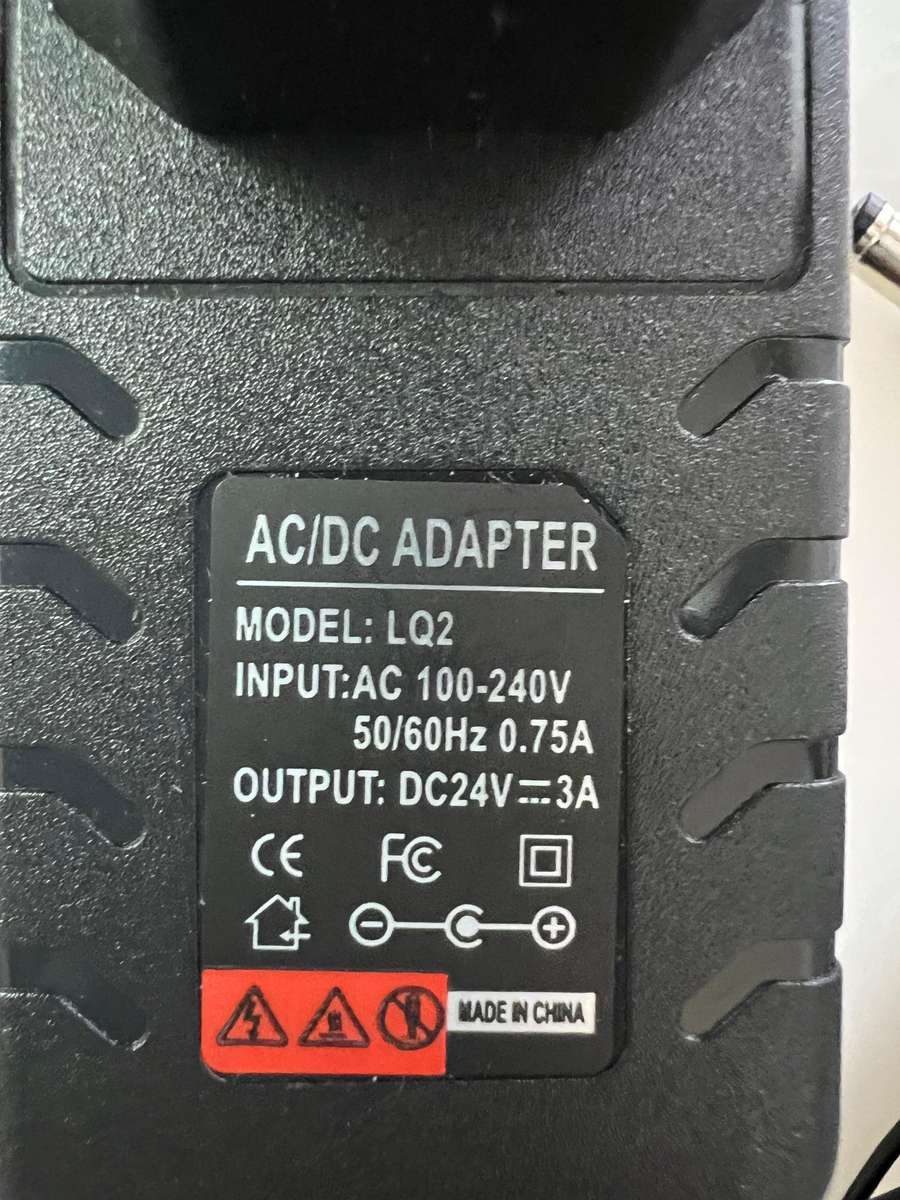 AC/DC ADAPTER
MODEL: LQ2
INPUT:AC 100-240V
50/60Hz 0.75A
OUTPUT: DC24V⎓3A
CE FC
MADE IN CHINA